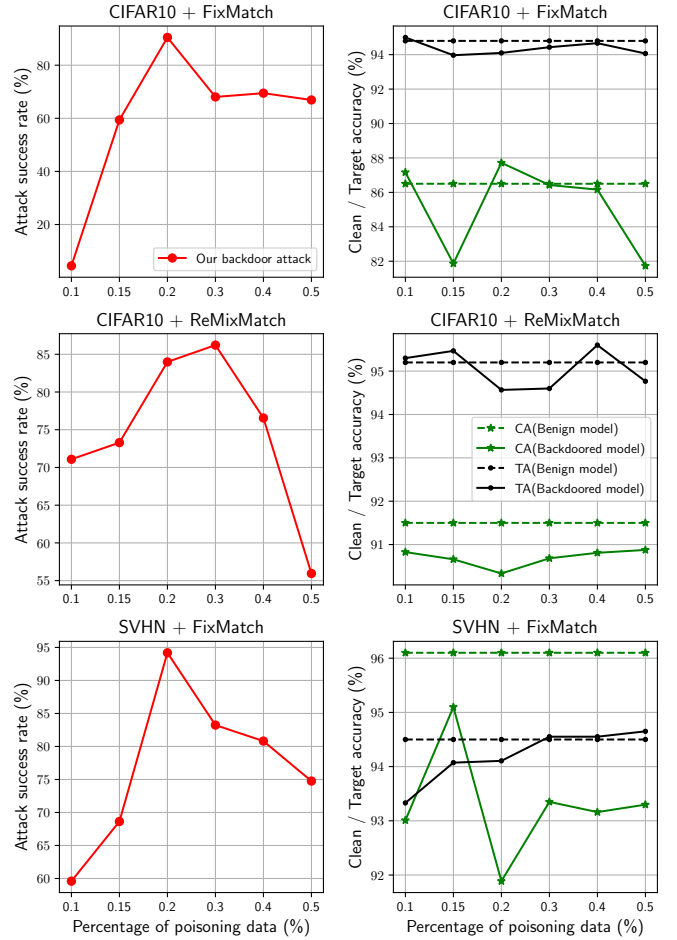 CIFAR10 + FixMatch
Attack success rate (%)
80
60
40
20
0.1 0.15 0.2 0.3 0.4 0.5
Our backdoor attack
CIFAR10 + FixMatch
Clean / Target accuracy (%)
94
92
90
88
86
84
82
0.1 0.15 0.2 0.3 0.4 0.5
CIFAR10 + ReMixMatch
Attack success rate (%)
85
80
75
70
65
60
55
0.1 0.15 0.2 0.3 0.4 0.5
CIFAR10 + ReMixMatch
Clean / Target accuracy (%)
95
94
93
92
91
CA(Benign model)
CA(Backdoored model)
TA(Benign model)
TA(Backdoored model)
0.1 0.15 0.2 0.3 0.4 0.5
SVHN + FixMatch
Attack success rate (%)
95
90
85
80
75
70
65
60
0.1 0.15 0.2 0.3 0.4 0.5
Percentage of poisoning data (%)
SVHN + FixMatch
Clean / Target accuracy (%)
96
95
94
93
92
0.1 0.15 0.2 0.3 0.4 0.5
Percentage of poisoning data (%)